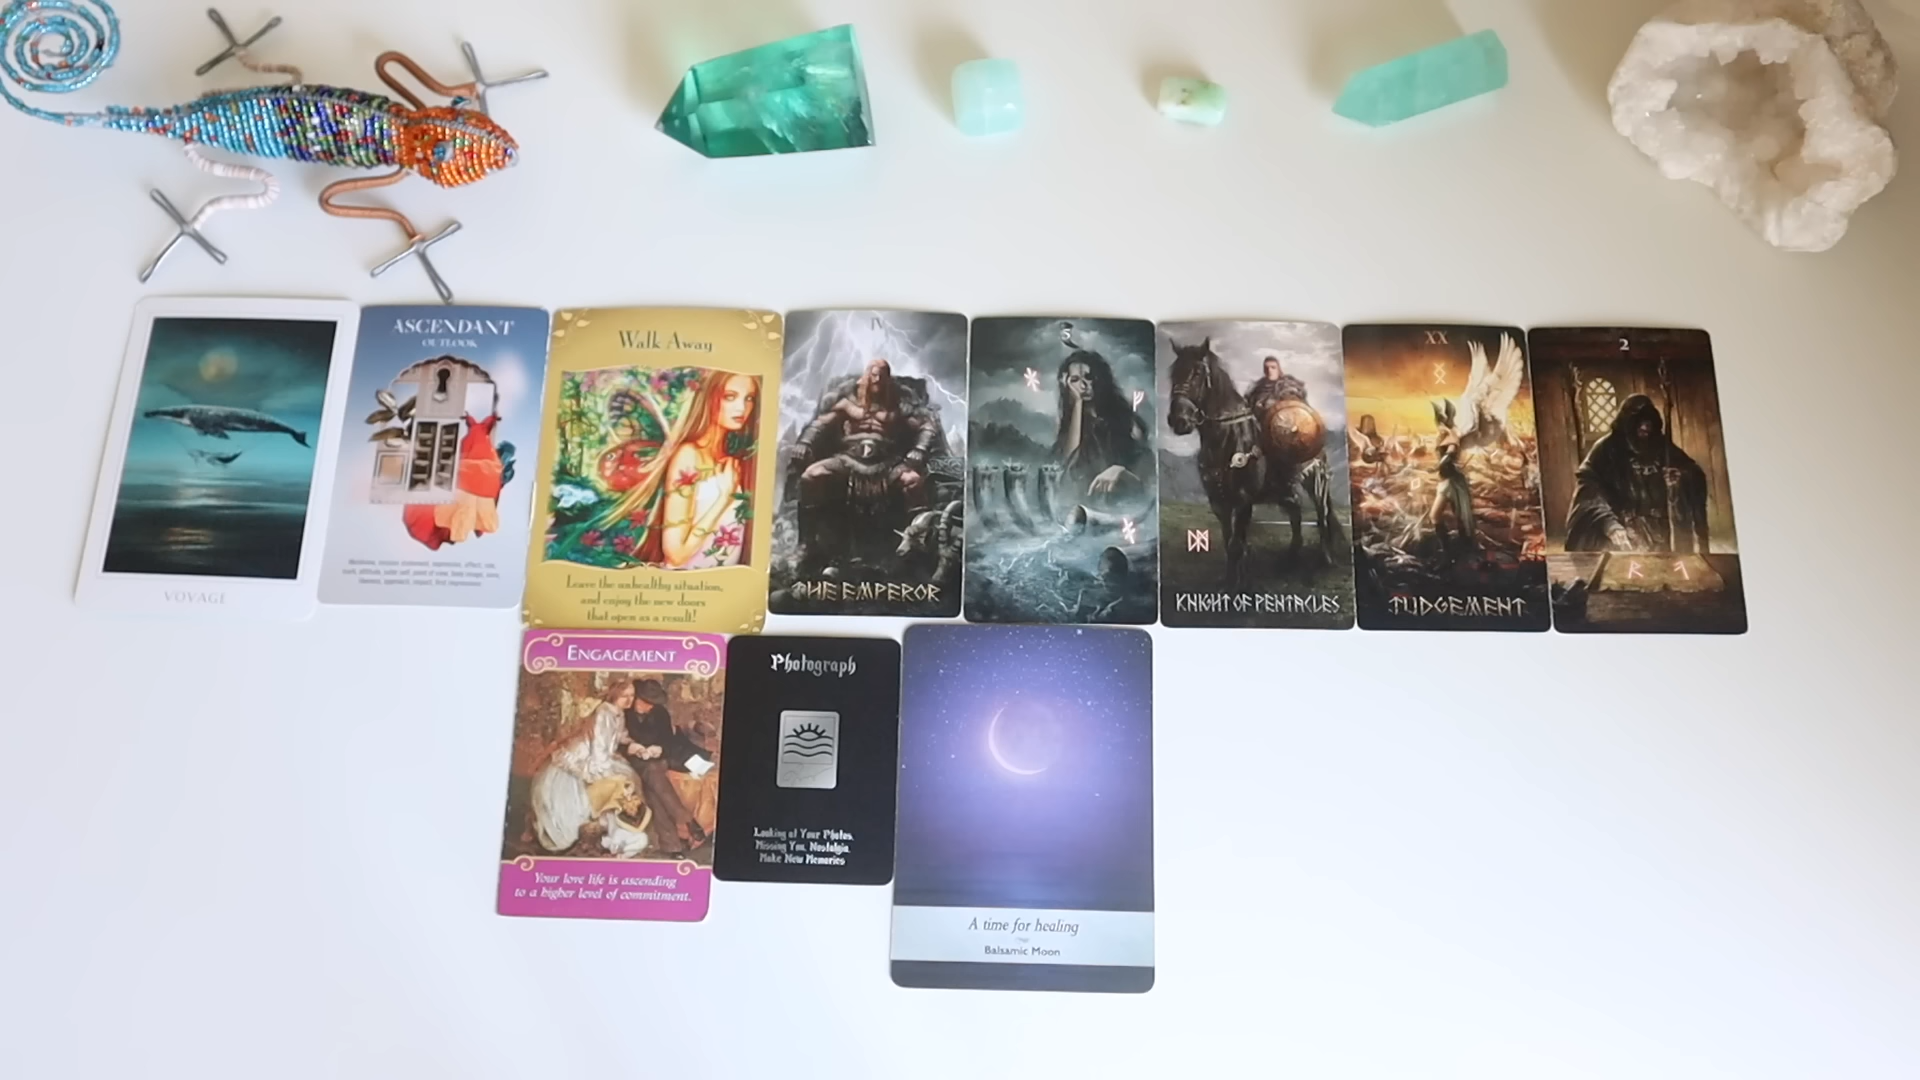 VOYAGE
ASCENDANT
OUTLOOK
Walk Away
Leave the unhealthy situation,
and enjoy the new doors
that open as a result!
IV
THE EMPEROR
5
KNIGHT OF PENTACLES
XX
JUDGEMENT
2
ENGAGEMENT
Your love life is ascending
to a higher level of commitment.
Photograph
Looking at Your Photos.
Missing You. Nostalgia.
Make New Memories
A time for healing
Balsamic Moon